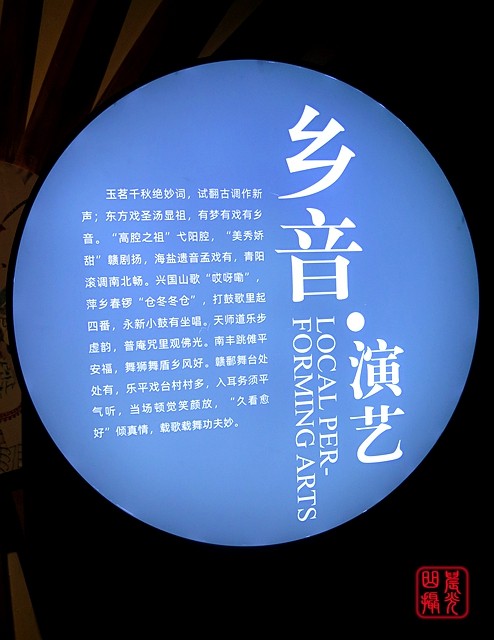 乡音·演艺
LOCAL PER-
FORMING ARTS
玉茗千秋绝妙词，试翻古调作新
声；东方戏圣汤显祖，有梦有戏有乡
音。“高腔之祖”弋阳腔，“美秀娇
甜”赣剧扬，海盐遗音孟戏有，青阳
滚调南北畅。兴国山歌“哎呀嘞”，
萍乡春锣“仓冬冬仓”，打鼓歌里起
四番，永新小鼓有坐唱。天师道乐步
虚韵，普庵咒里观佛光。南丰跳傩平
安福，舞狮舞盾乡风好。赣鄱舞台处
处有，乐平戏台村村多，入耳务须平
气听，当场顿觉笑颜放，“久看愈
好”倾真情，载歌载舞功夫妙。